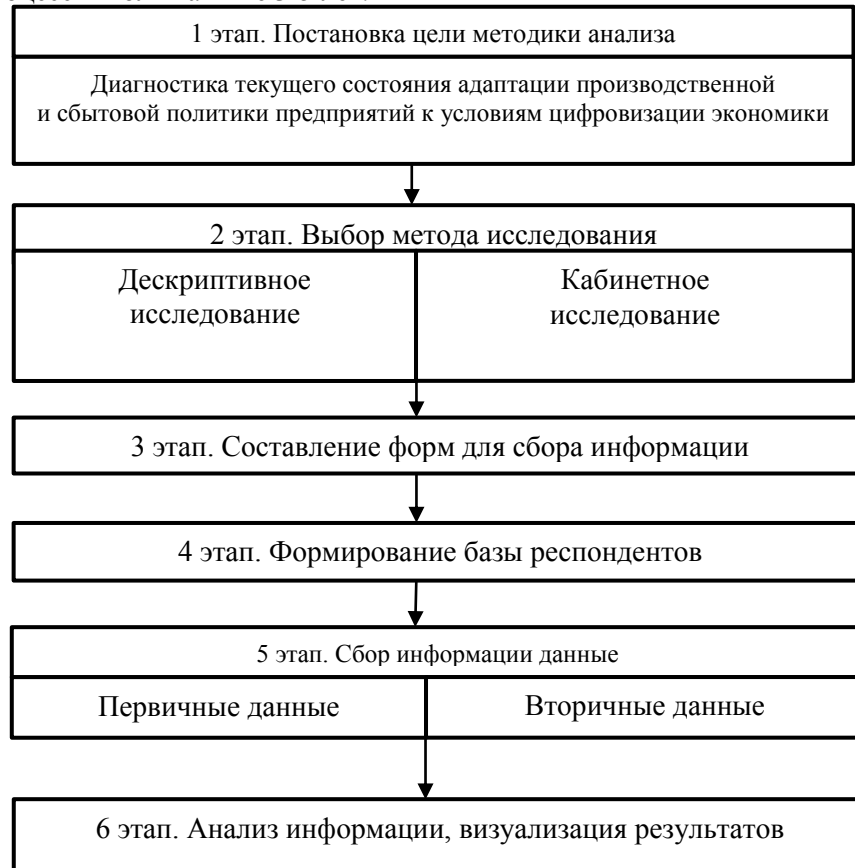 1 этап. Постановка цели методики анализа
Диагностика текущего состояния адаптации производственной
и сбытовой политики предприятий к условиям цифровизации экономики
2 этап. Выбор метода исследования
Дескриптивное
исследование
Кабинетное
исследование
3 этап. Составление форм для сбора информации
4 этап. Формирование базы респондентов
5 этап. Сбор информации данные
Первичные данные
Вторичные данные
6 этап. Анализ информации, визуализация результатов